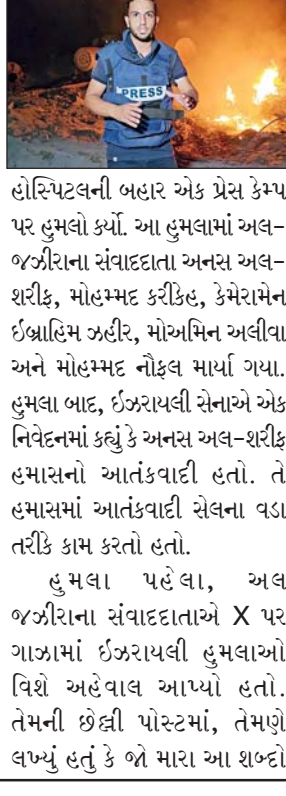 PRESS
હોસ્પિટલની બહાર એક પ્રેસ કેમ્પ
પર હુમલો કર્યો. આ હુમલામાં અલ-
જઝીરાના સંવાદદાતા અનસ અલ-
શરીફ, મોહમ્મદ કરીકેહ, કેમેરામેન
ઇબ્રાહિમ ઝહીર, મોઅમિન અલીવા
અને મોહમ્મદ નૌફલ માર્યા ગયા.
હુમલા બાદ, ઇઝરાયલી સેનાએ એક
નિવેદનમાં કહ્યું કે અનસ અલ-શરીફ
હમાસનો આતંકવાદી હતો. તે
હમાસમાં આતંકવાદી સેલના વડા
તરીકે કામ કરતો હતો.
હુમલા પહેલા, અલ
જઝીરાના સંવાદદાતાએ X પર
ગાઝામાં ઇઝરાયલી હુમલાઓ
વિશે અહેવાલ આપ્યો હતો.
તેમની છેલ્લી પોસ્ટમાં, તેમણે
લખ્યું હતું કે જો મારા આ શબ્દો